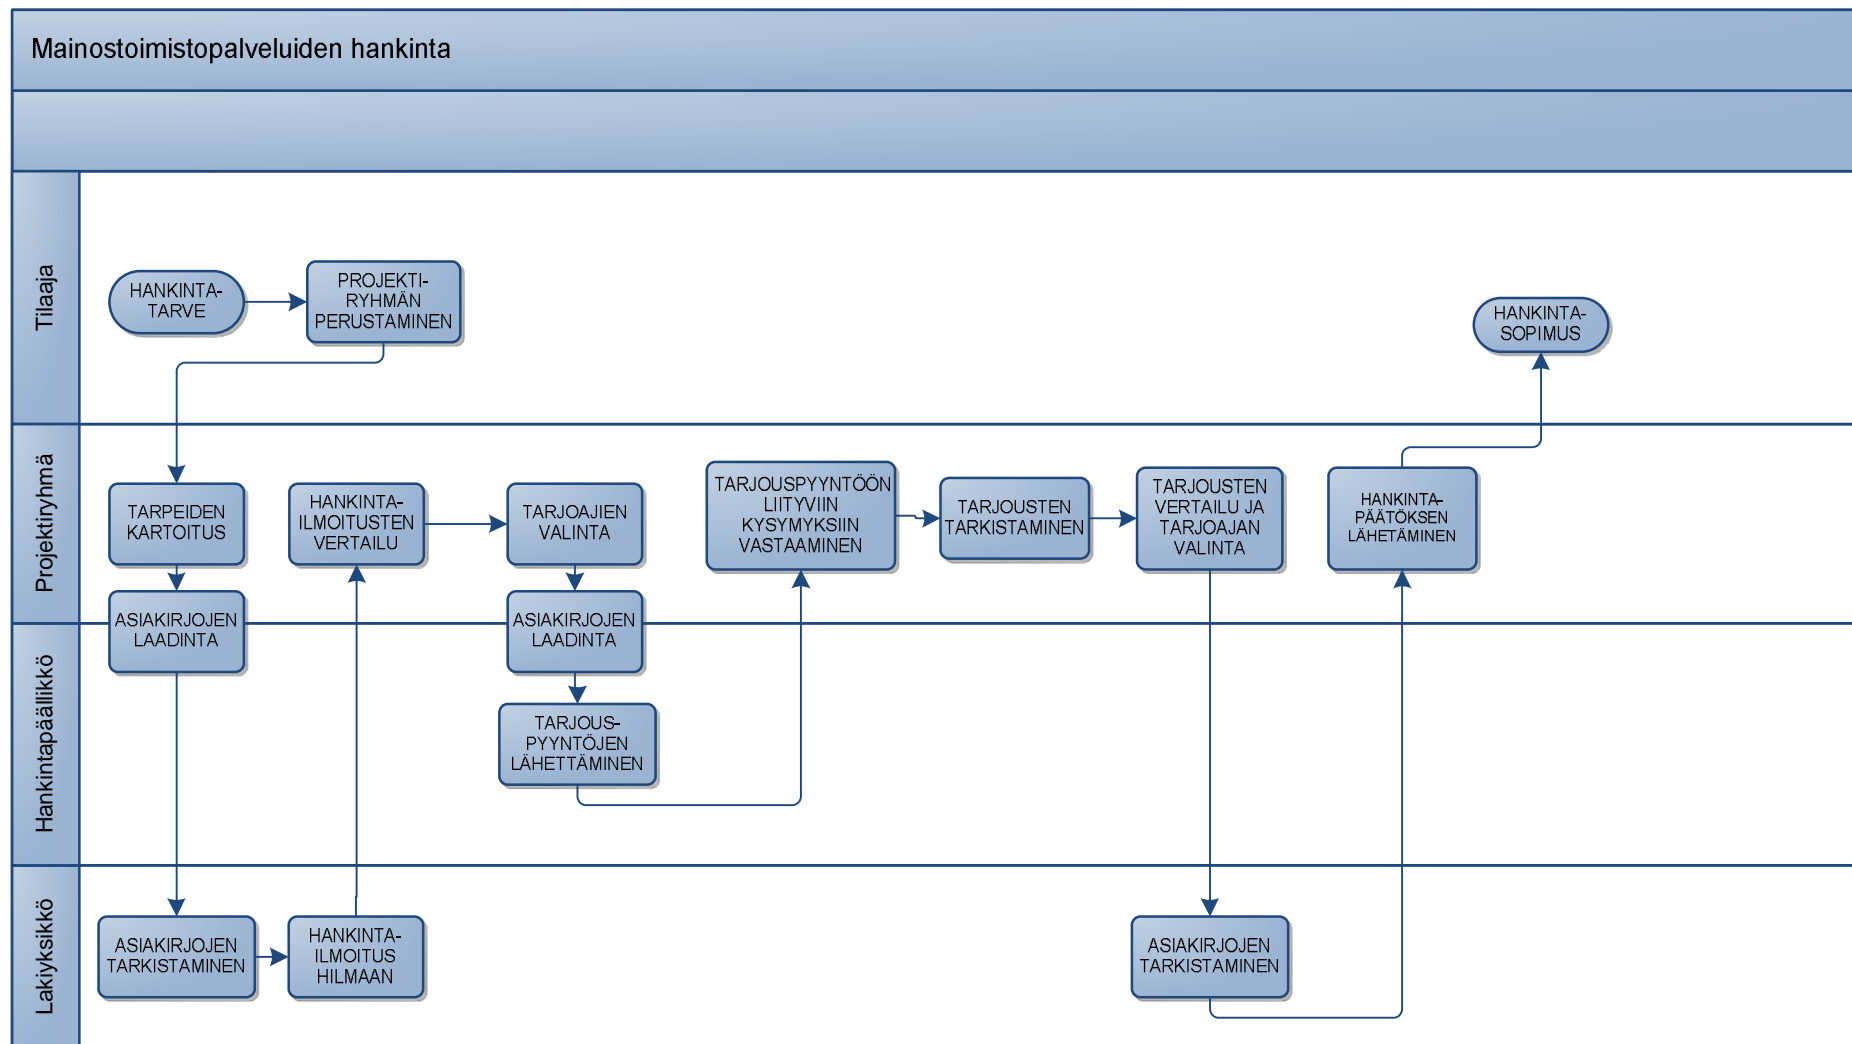 Mainostoimistopalveluiden hankinta
Tilaaja
HANKINTA-
TARVE
PROJEKTI-
RYHMÄN
PERUSTAMINEN
HANKINTA-
SOPIMUS
Projektiryhmä
TARPEIDEN
KARTOITUS
HANKINTA-
ILMOITUSTEN
VERTAILU
TARJOAJIEN
VALINTA
TARJOUSPYYNTÖÖN
LIITYVIIN
KYSYMYKSIIN
VASTAAMINEN
TARJOUSTEN
TARKISTAMINEN
TARJOUSTEN
VERTAILU JA
TARJOAJAN
VALINTA
HANKINTA-
PÄÄTÖKSEN
LÄHETÄMINEN
ASIAKIRJOJEN
LAADINTA
ASIAKIRJOJEN
LAADINTA
Hankintapäällikkö
TARJOUS-
PYYNTÖJEN
LÄHETTÄMINEN
Lakiyksikkö
ASIAKIRJOJEN
TARKISTAMINEN
HANKINTA-
ILMOITUS
HILMAAN
ASIAKIRJOJEN
TARKISTAMINEN